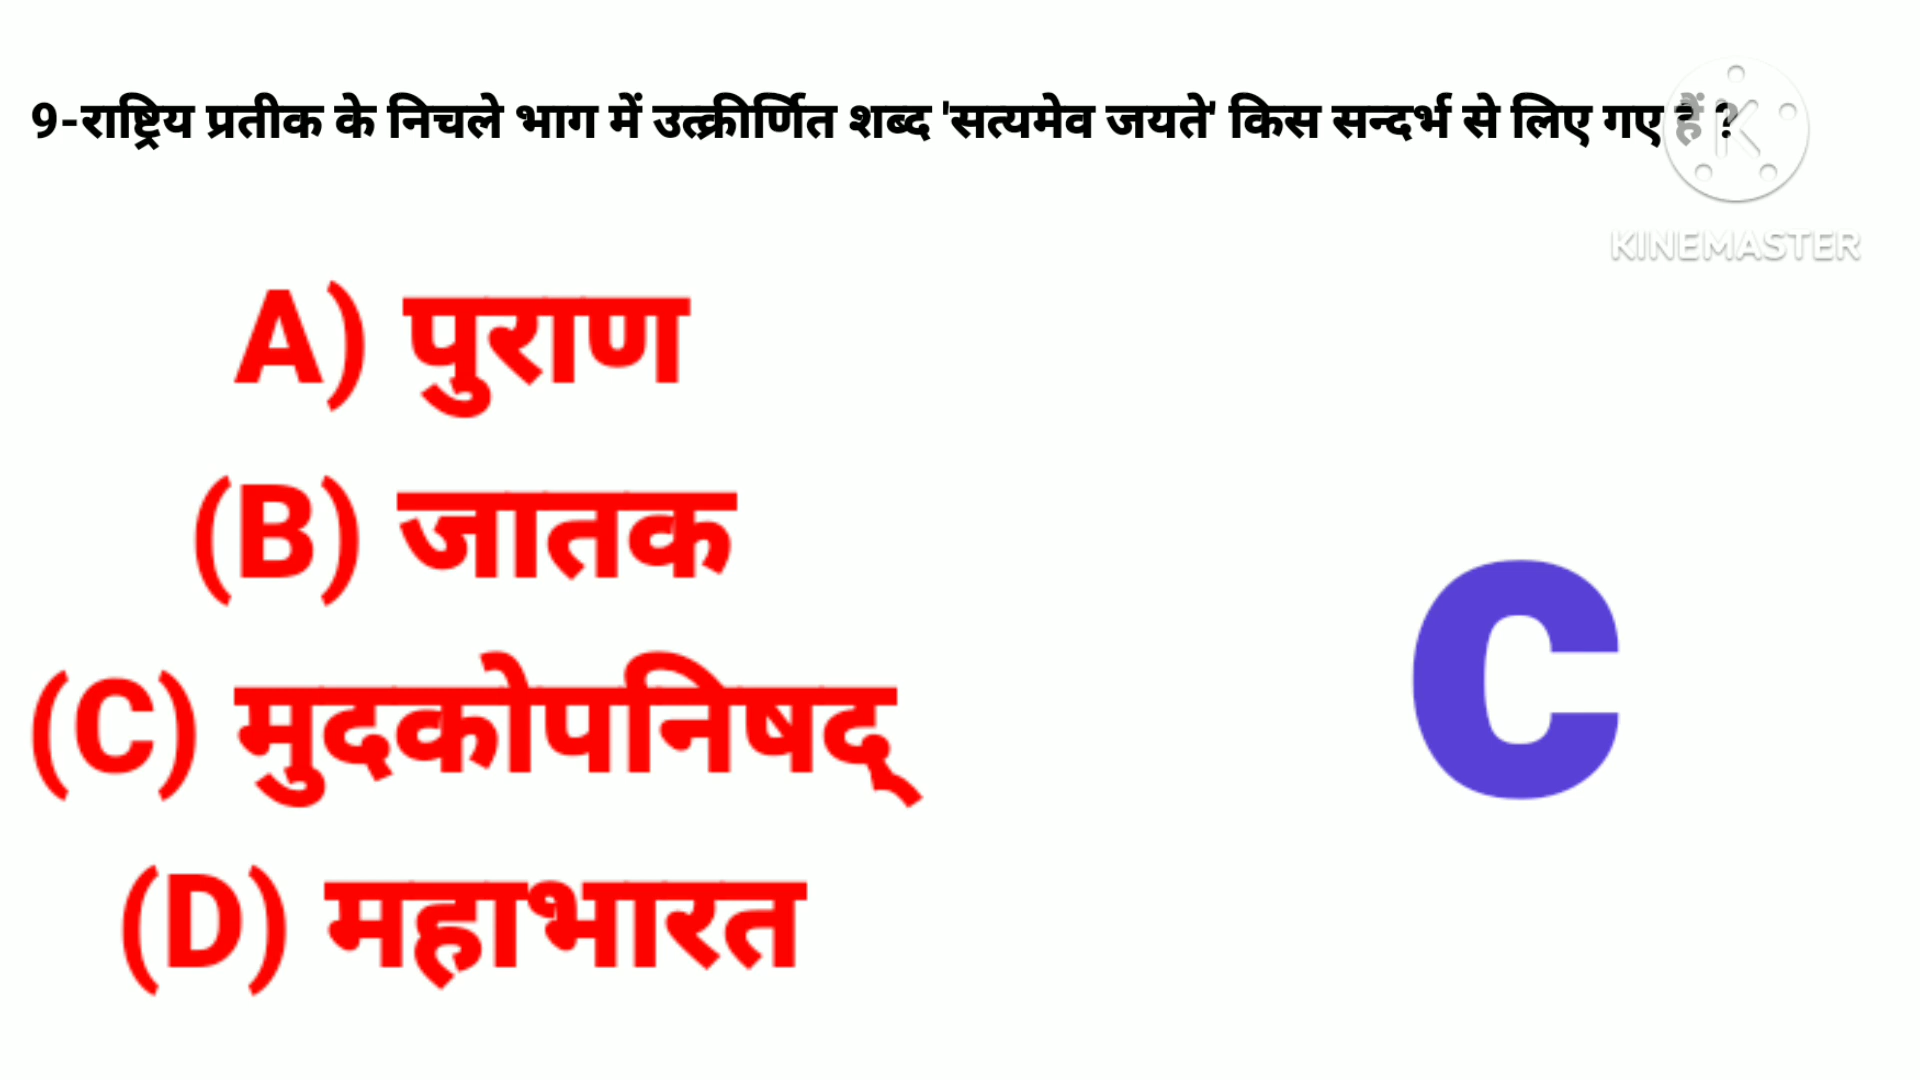 9-राष्ट्रिय प्रतीक के निचले भाग में उत्क्रीर्णित शब्द 'सत्यमेव जयते' किस सन्दर्भ से लिए गए हैं ?
KINEMASTER
A) पुराण
(B) जातक
(C) मुदकोपनिषद्
(D) महाभारत
C